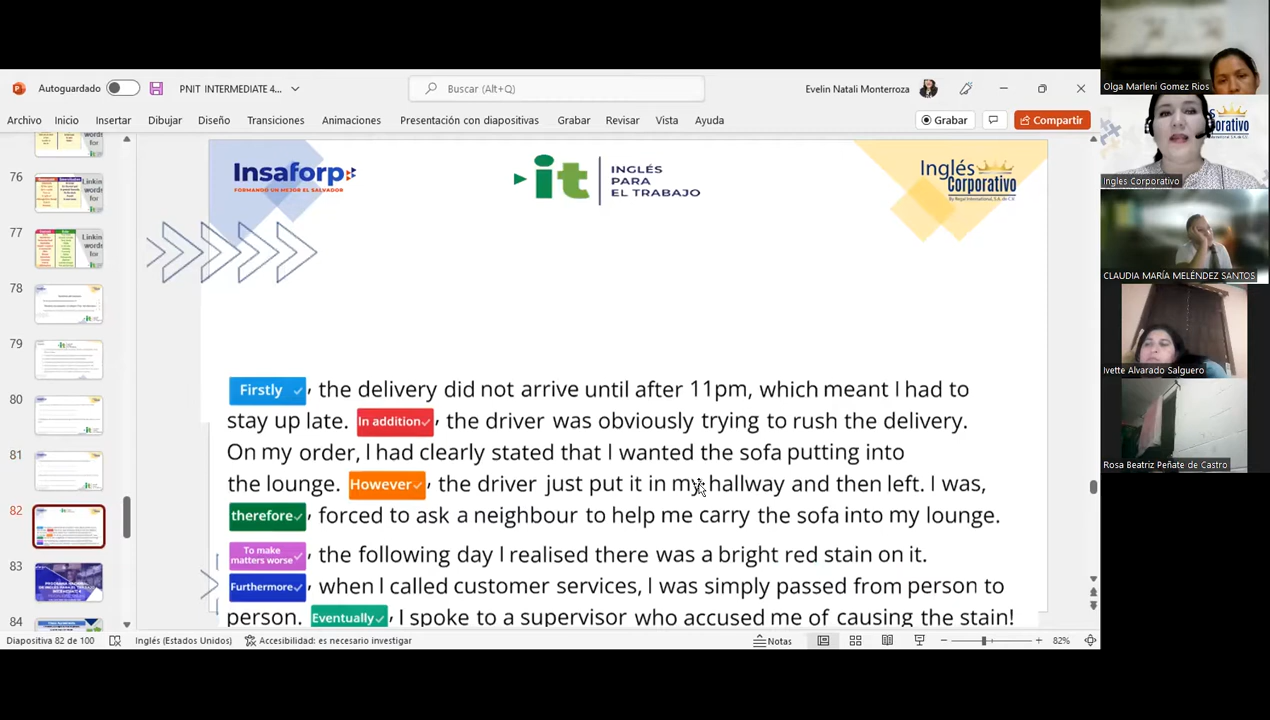 Autoguardado
PNIT INTERMEDIATE 4...
Buscar (Alt+Q)
Evelin Natali Monterroza
Archivo Inicio Insertar Dibujar Diseño Transiciones Animaciones Presentación con diapositivas Grabar Revisar Vista Ayuda
Grabar
Compartir
76
77
78
79
80
81
82
83
84
Insaforp
FORMANDO UN MEJOR EL SALVADOR
it
INGLÉS
PARA
EL TRABAJO
Inglés
Corporativo
Firstly, the delivery did not arrive until after 11pm, which meant I had to
stay up late. In addition, the driver was obviously trying to rush the delivery.
On my order, I had clearly stated that I wanted the sofa putting into
the lounge. However, the driver just put it in my hallway and then left. I was,
therefore, forced to ask a neighbour to help me carry the sofa into my lounge.
To make
matters worse, the following day I realised there was a bright red stain on it.
Furthermore, when I called customer services, I was simply passed from person to
person. Eventually, I spoke to a supervisor who accused me of causing the stain!
Diapositiva 82 de 100
Inglés (Estados Unidos)
Accesibilidad: es necesario investigar
Notas
82%
Olga Marleni Gomez Rios
Ingles Corporativo
CLAUDIA MARÍA MELÉNDEZ SANTOS
Ivette Alvarado Salguero
Rosa Beatriz Peñate de Castro